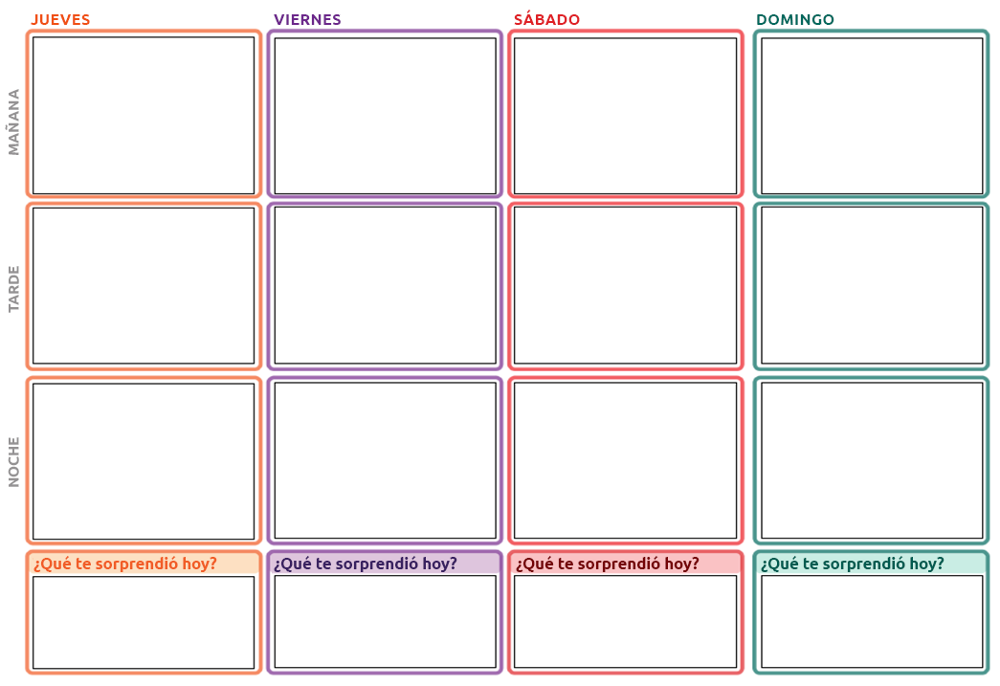 JUEVES
VIERNES
SÁBADO
DOMINGO
MAÑANA
TARDE
NOCHE
¿Qué te sorprendió hoy?
¿Qué te sorprendió hoy?
¿Qué te sorprendió hoy?
¿Qué te sorprendió hoy?